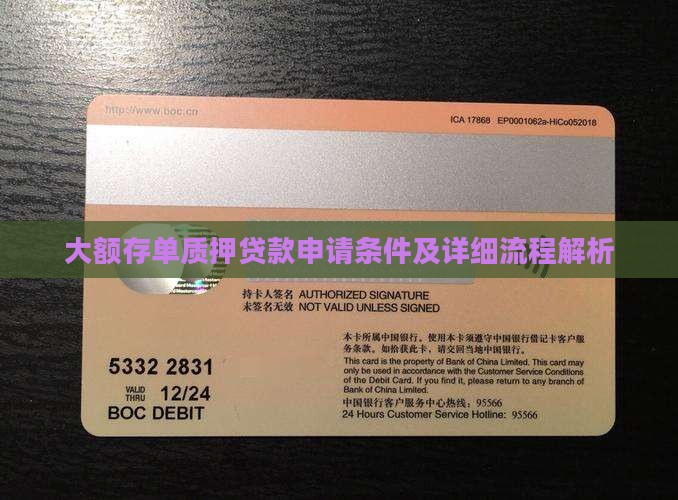 http://www.boc.cn
ICA 17868 EP0001062a-HiCo052018
大额存单质押贷款申请条件及详细流程解析
持卡人签名 AUTHORIZED SIGNATURE
未签名无效 NOT VALID UNLESS SIGNED
本卡所属中国银行。使用本卡须遵守中国银行借记卡客户服
务条款。如拾获此卡，请交回当地中国银行。
This card is the property of Bank of China Limited. This card may
only be used in accordance with the Customer Service Conditions
of the Debit Card. If you find it, please return to any branch of
Bank of China Limited.
中国银行客户服务中心热线：95566
24 Hours Customer Service Hotline: 95566
5332 2831
VALID THRU 12/24
BOC DEBIT